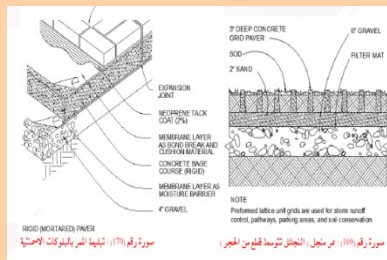 EXPANSION
JOINT
NEOPRENE TACK
COAT (2%)
MEMBRANE LAYER
AS BOND BREAK AND
CUSHION MATERIAL
CONCRETE BASE
COURSE (RIGID)
MEMBRANE LAYER AS
MOISTURE BARRIER
4" GRAVEL
RIGID (MORTARED) PAVER
صورة رقم (170) : تبليط الممر بالبلوكات الاسمنتية
3" DEEP CONCRETE
GRID PAVER
SOD
2" SAND
6" GRAVEL
FILTER MAT
NOTE
Preformed lattice unit grids are used for storm runoff
control, pathways, parking areas, and soil conservation.
صورة رقم (169) : ممر منجل ( النجائل تتوسط قطع من الحجر )